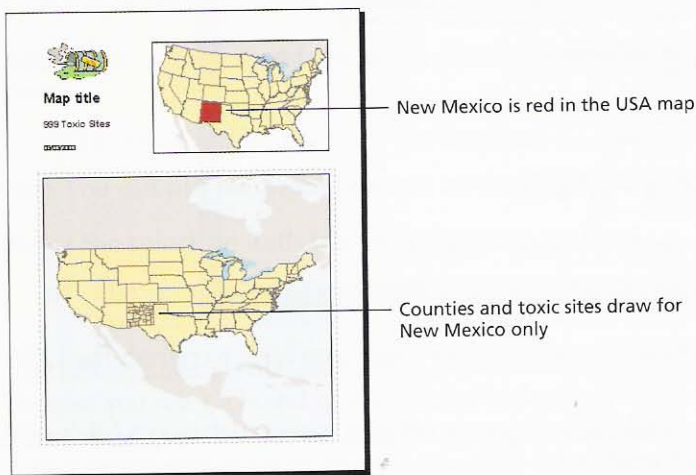 Map title
999 Toxic Sites
New Mexico is red in the USA map
Counties and toxic sites draw for
New Mexico only